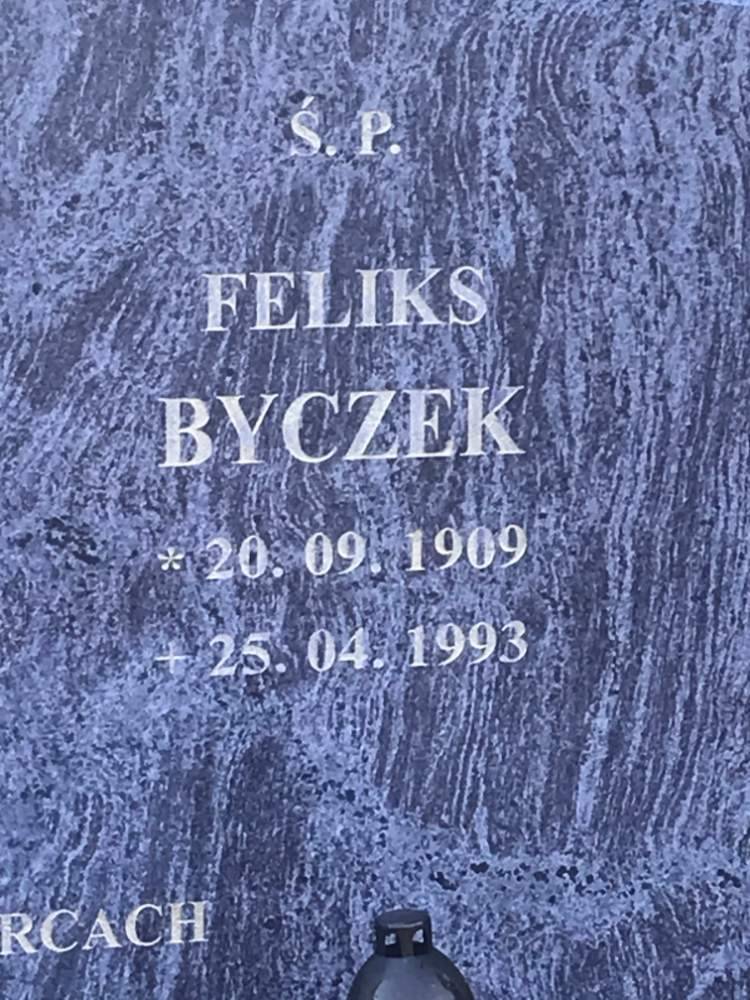 Ś. P.
FELIKS
BYCZEK
* 20. 09. 1909
+ 25. 04. 1993
RCACH